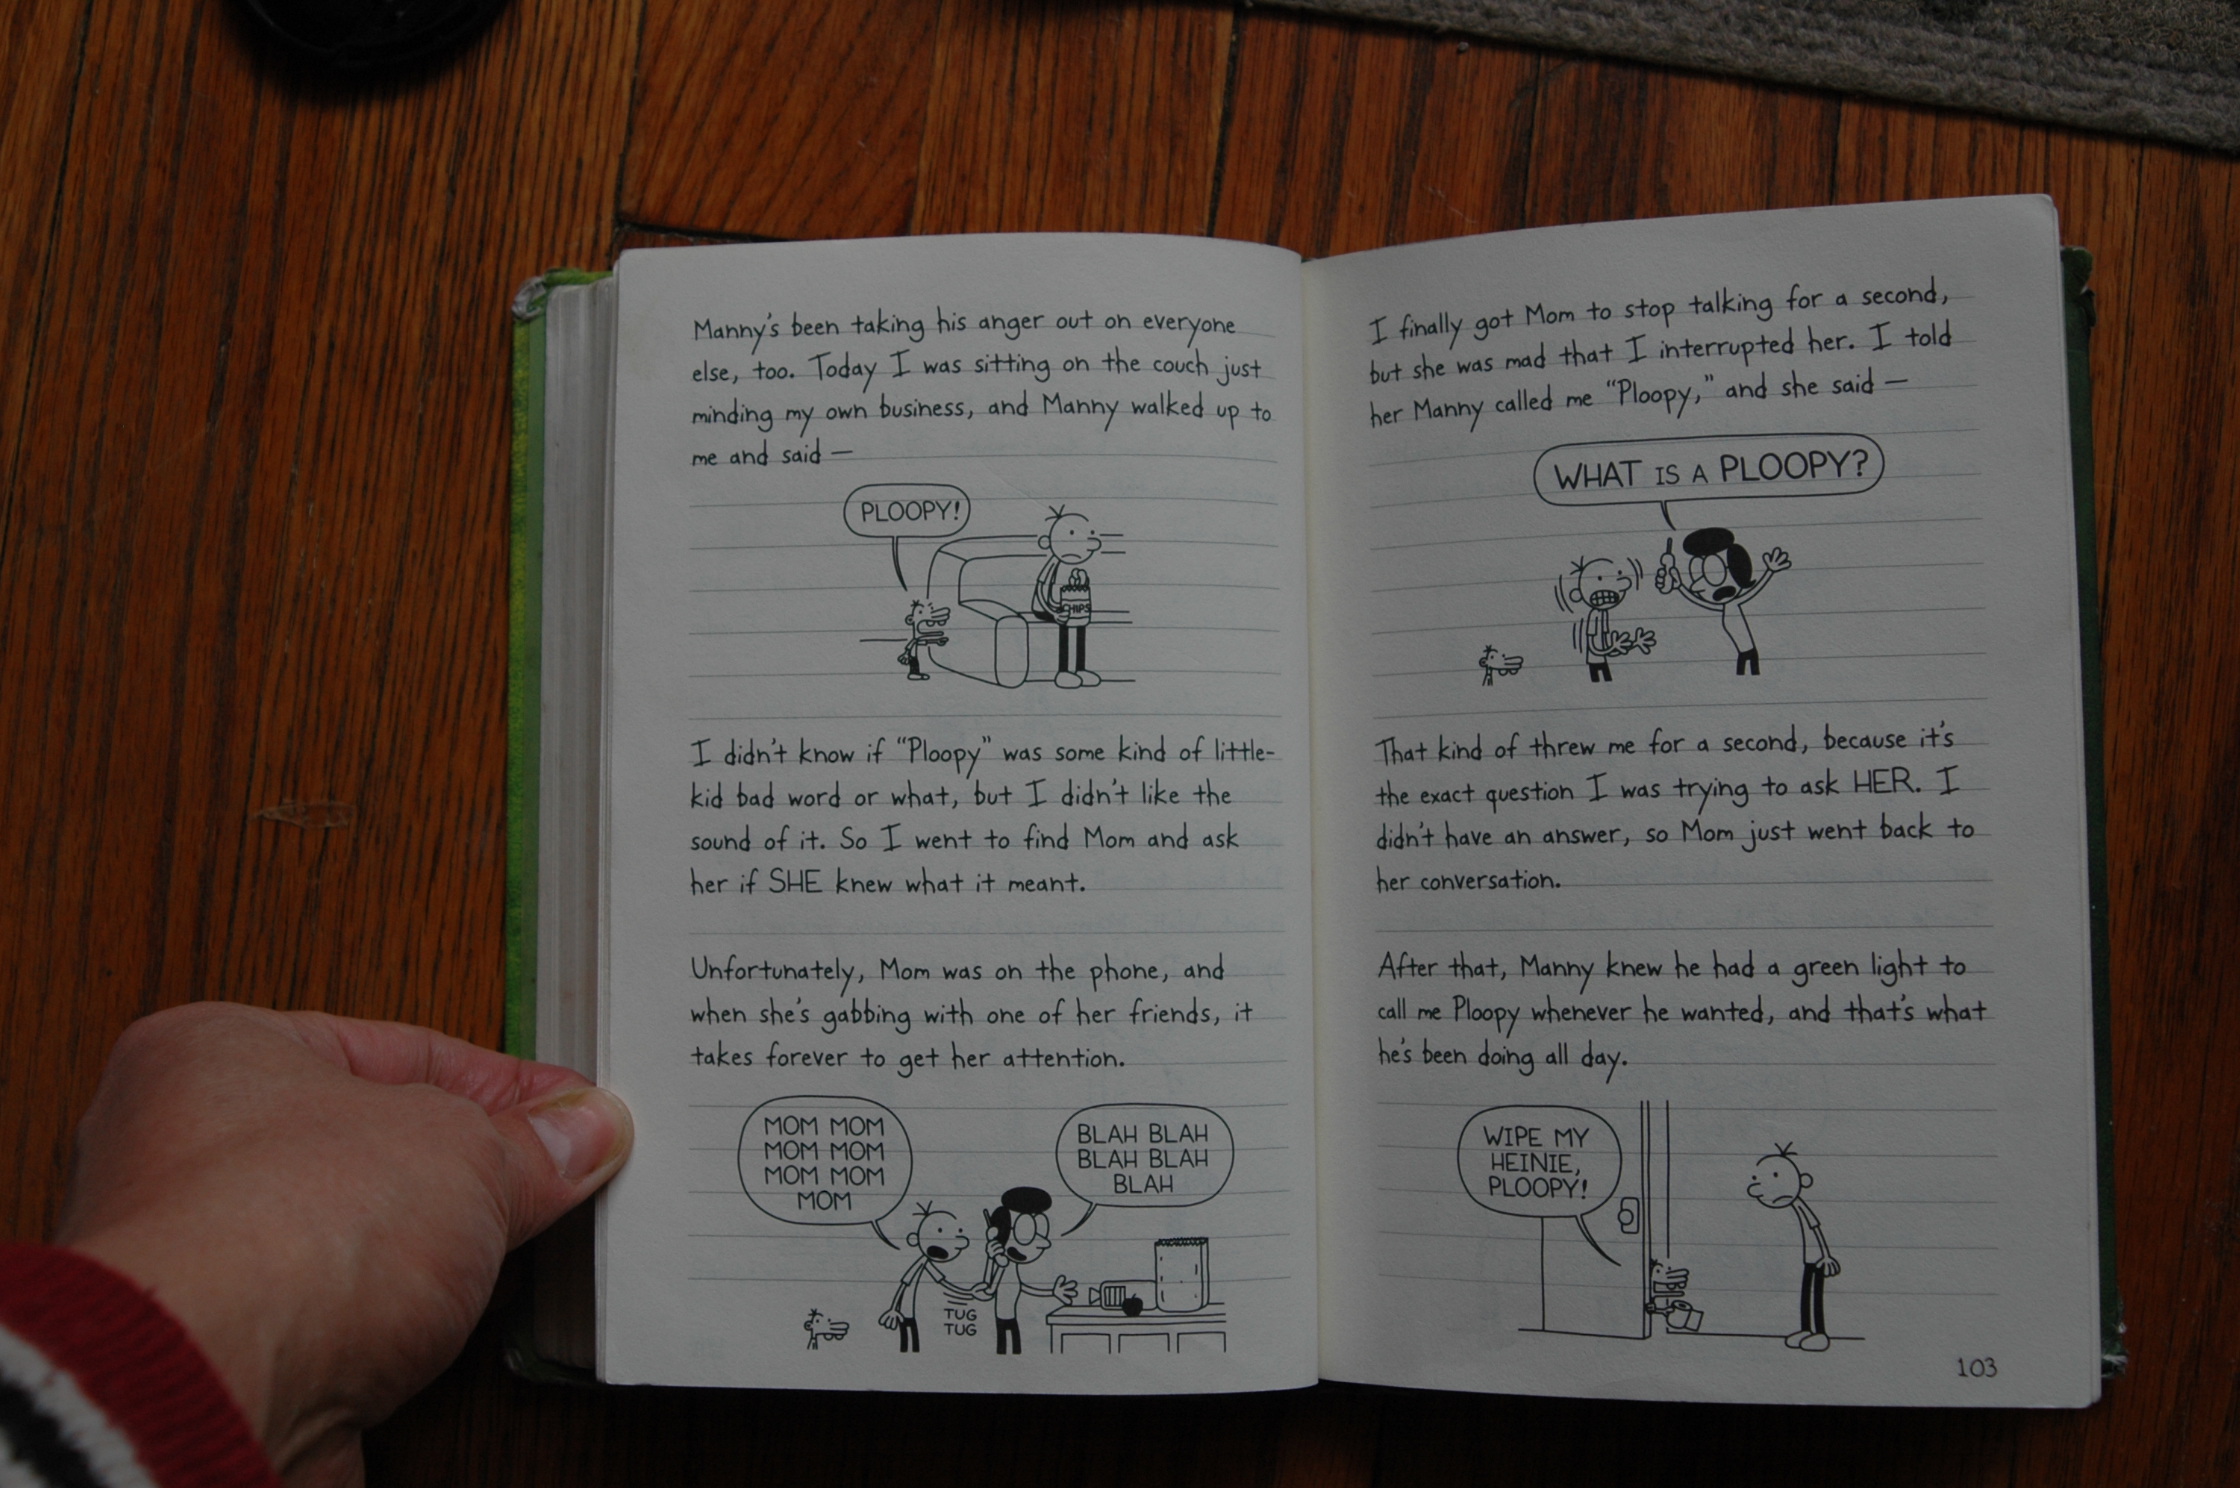 Manny's been taking his anger out on everyone
else, too. Today I was sitting on the couch just
minding my own business, and Manny walked up to
me and said —
PLOOPY!
CHIPS
I didn't know if "Ploopy" was some kind of little-
kid bad word or what, but I didn't like the
sound of it. So I went to find Mom and ask
her if SHE knew what it meant.
Unfortunately, Mom was on the phone, and
when she's gabbing with one of her friends, it
takes forever to get her attention.
MOM MOM
MOM MOM
MOM MOM
MOM
BLAH BLAH
BLAH BLAH
BLAH
TUG
TUG
I finally got Mom to stop talking for a second,
but she was mad that I interrupted her. I told
her Manny called me "Ploopy," and she said —
WHAT IS A PLOOPY?
That kind of threw me for a second, because it's
the exact question I was trying to ask HER. I
didn't have an answer, so Mom just went back to
her conversation.
After that, Manny knew he had a green light to
call me Ploopy whenever he wanted, and that's what
he's been doing all day.
WIPE MY
HEINIE,
PLOOPY!
103